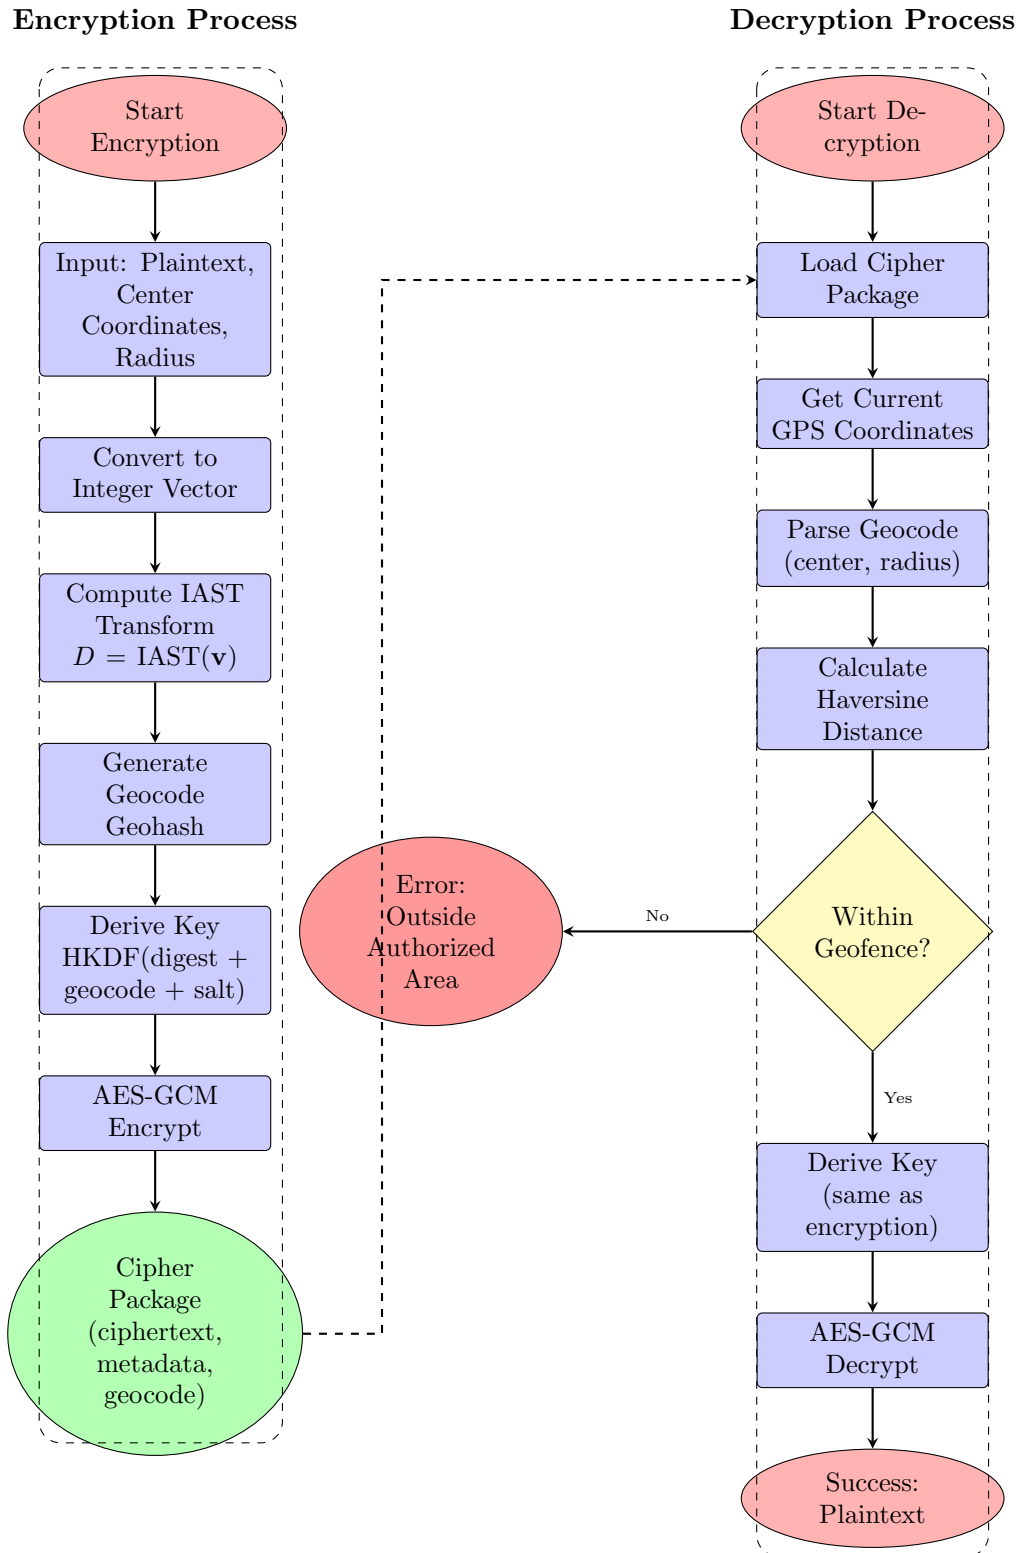 Encryption Process
Start
Encryption
Input: Plaintext,
Center
Coordinates,
Radius
Convert to
Integer Vector
Compute IAST
Transform
D = IAST(v)
Generate
Geocode
Geohash
Derive Key
HKDF(digest +
geocode + salt)
AES-GCM
Encrypt
Cipher
Package
(ciphertext,
metadata,
geocode)
Decryption Process
Start De-
cryption
Load Cipher
Package
Get Current
GPS Coordinates
Parse Geocode
(center, radius)
Calculate
Haversine
Distance
Within
Geofence?
No
Error:
Outside
Authorized
Area
Yes
Derive Key
(same as
encryption)
AES-GCM
Decrypt
Success:
Plaintext